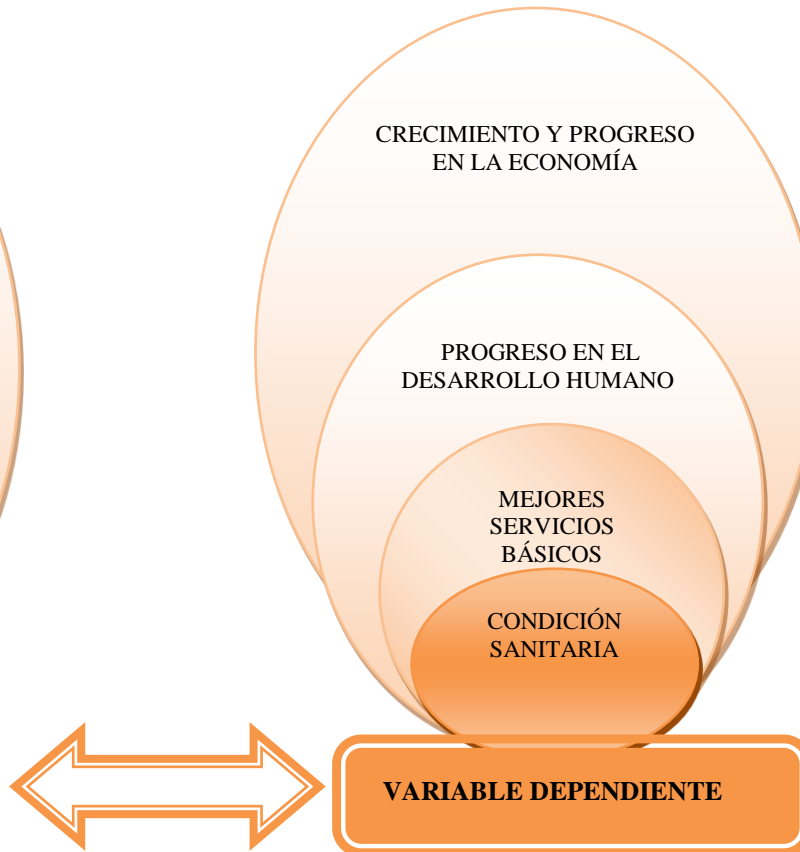 CRECIMIENTO Y PROGRESO
EN LA ECONOMÍA
PROGRESO EN EL
DESARROLLO HUMANO
MEJORES
SERVICIOS
BÁSICOS
CONDICIÓN
SANITARIA
VARIABLE DEPENDIENTE